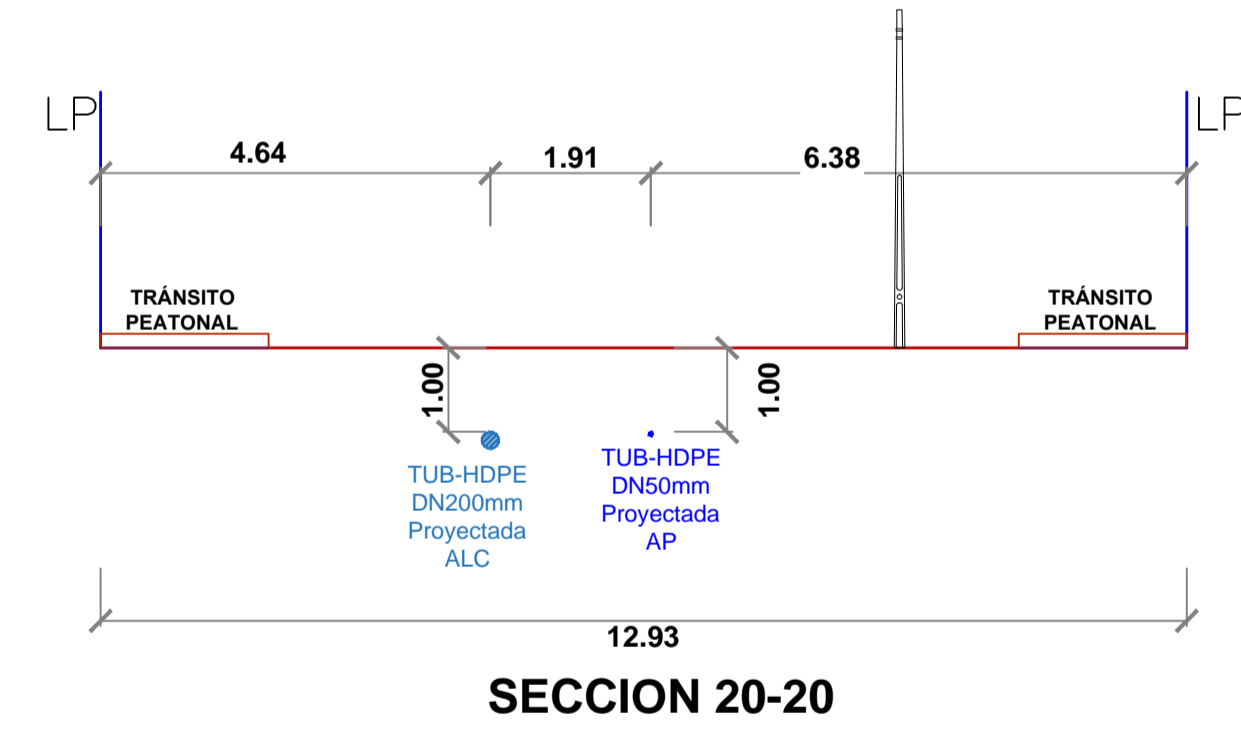 LP
LP
4.64
1.91
6.38
TRÁNSITO
PEATONAL
TRÁNSITO
PEATONAL
1.00
1.00
TUB-HDPE
DN200mm
Proyectada
ALC
TUB-HDPE
DN50mm
Proyectada
AP
12.93
SECCION 20-20